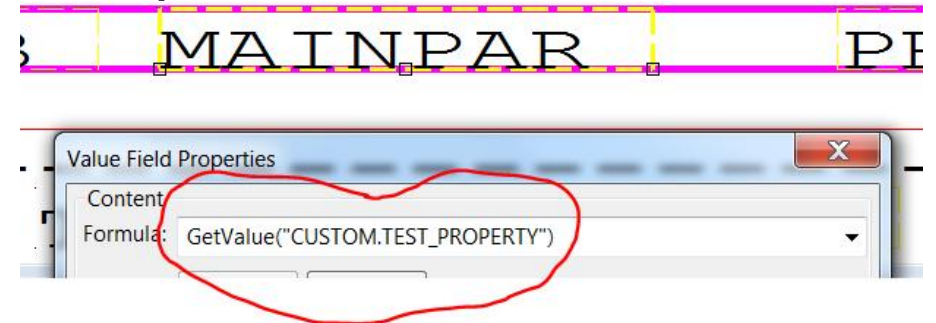 MAINPAR
Value Field Properties
X
Content
Formula: GetValue("CUSTOM.TEST_PROPERTY")